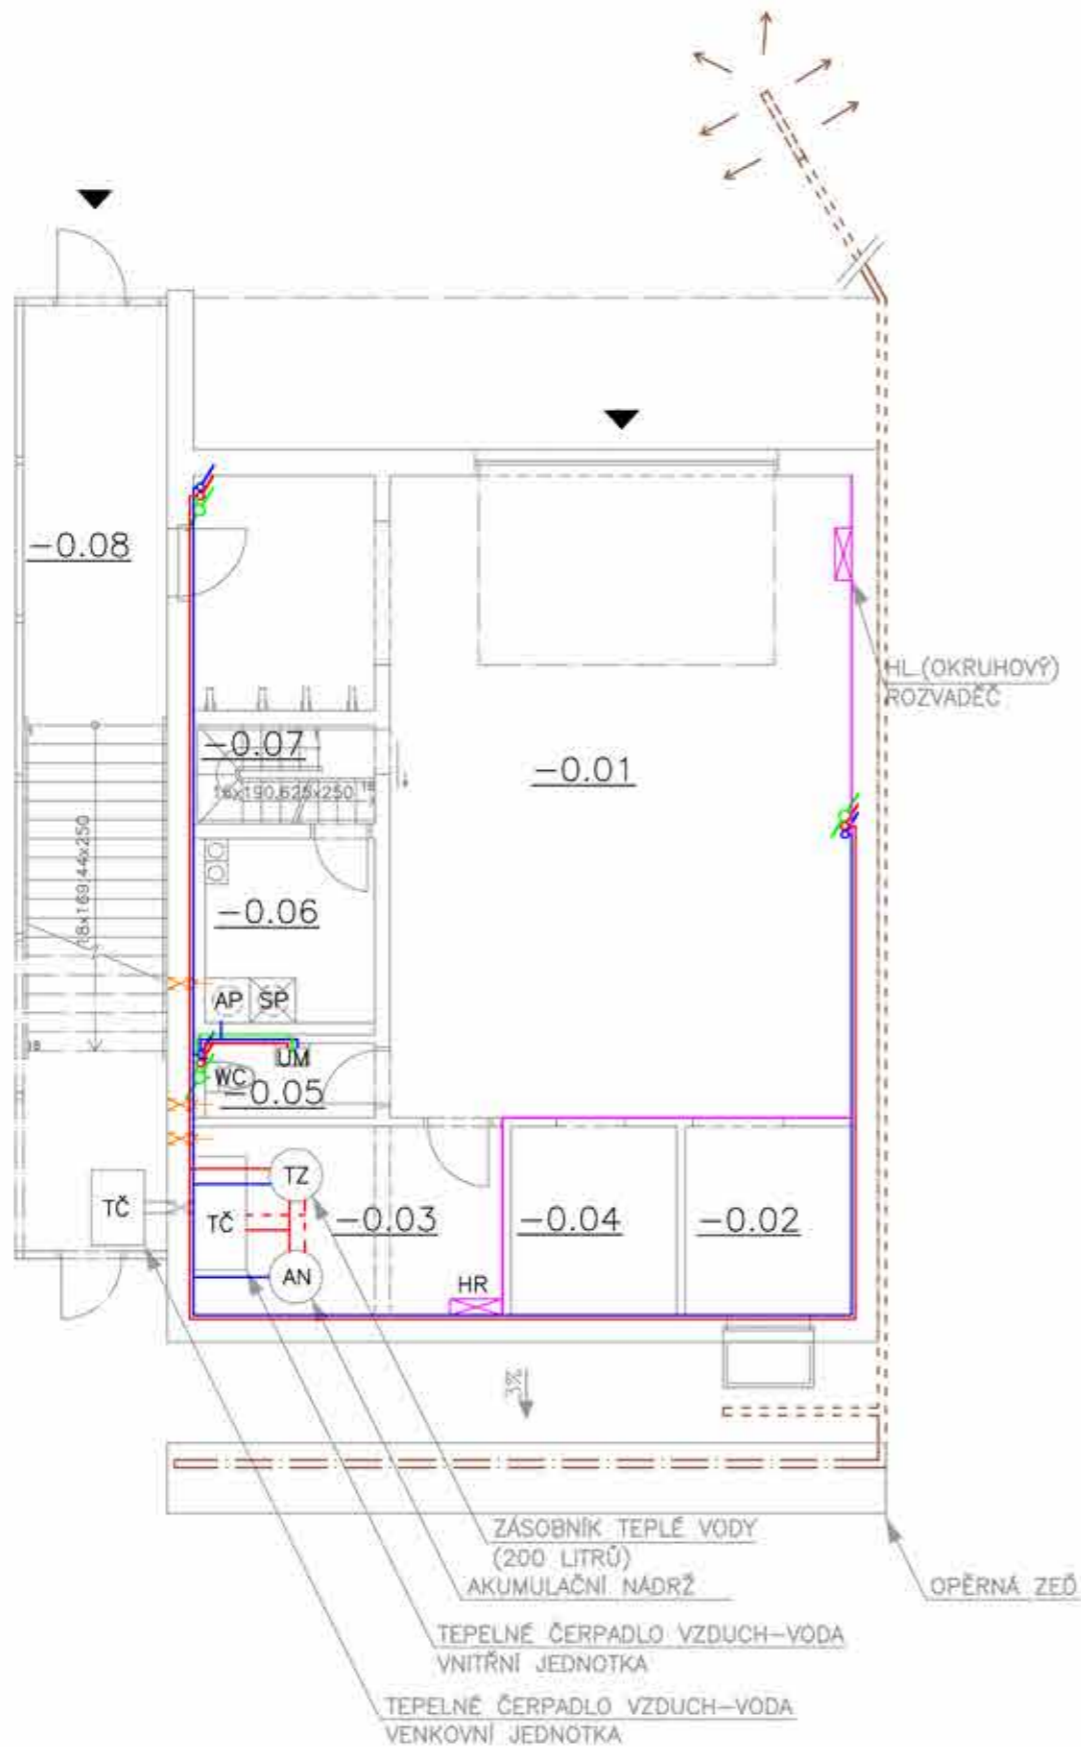 -0.08
HL.(OKRUHOVÝ)
ROZVADĚČ
-0.07
-0.01
16x190,625x250
18
18x169,44x250
-0.06
AP
SP
18
UM
WC
-0.05
TZ
TČ
TČ
-0.03
-0.04
-0.02
AN
HR
3%
ZÁSOBNÍK TEPLÉ VODY
(200 LITRŮ)
AKUMULAČNÍ NÁDRŽ
OPĚRNÁ ZEĎ
TEPELNÉ ČERPADLO VZDUCH-VODA
VNITŘNÍ JEDNOTKA
TEPELNÉ ČERPADLO VZDUCH-VODA
VENKOVNÍ JEDNOTKA